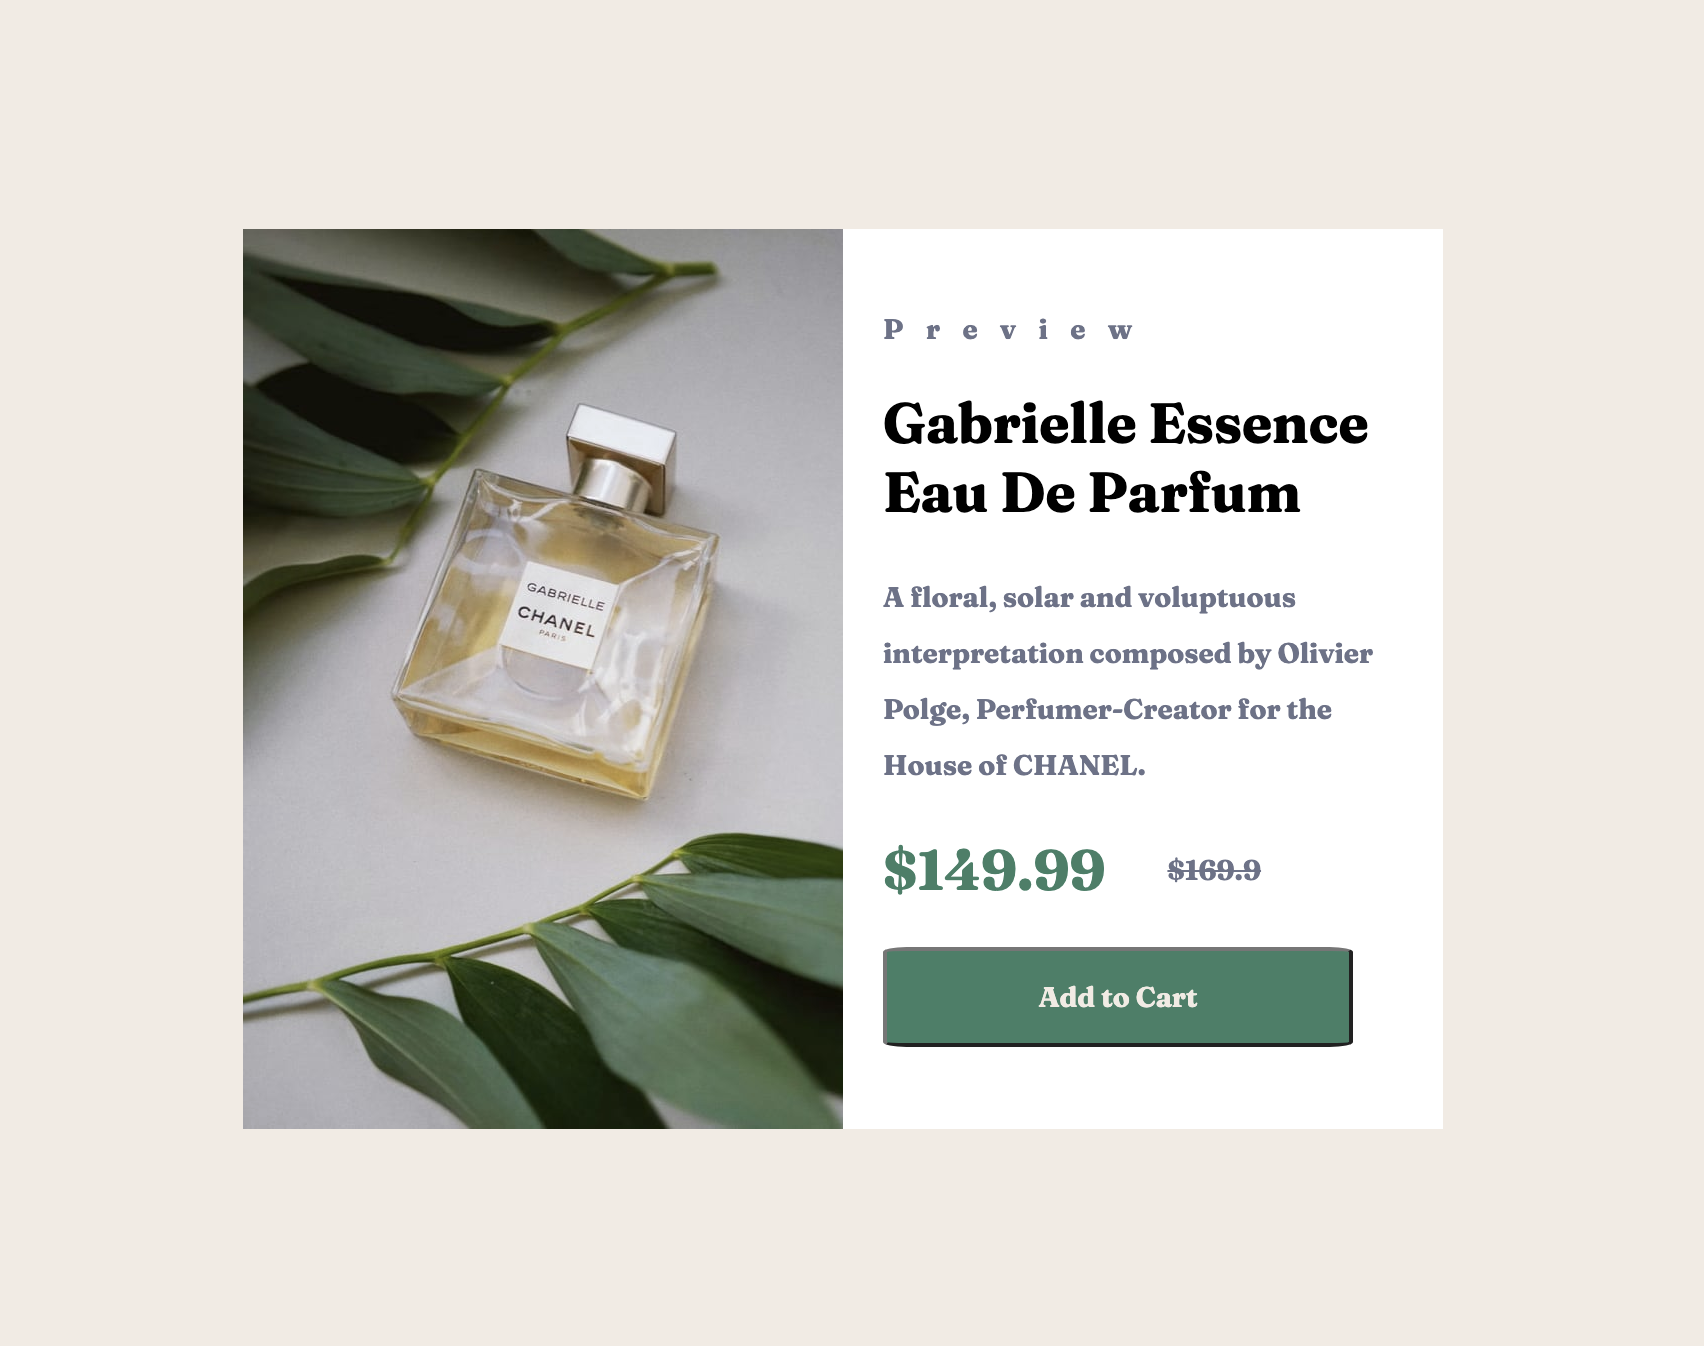 GABRIELLE
CHANEL
PARIS
Preview
Gabrielle Essence
Eau De Parfum
A floral, solar and voluptuous
interpretation composed by Olivier
Polge, Perfumer-Creator for the
House of CHANEL.
$149.99 $169.9
Add to Cart